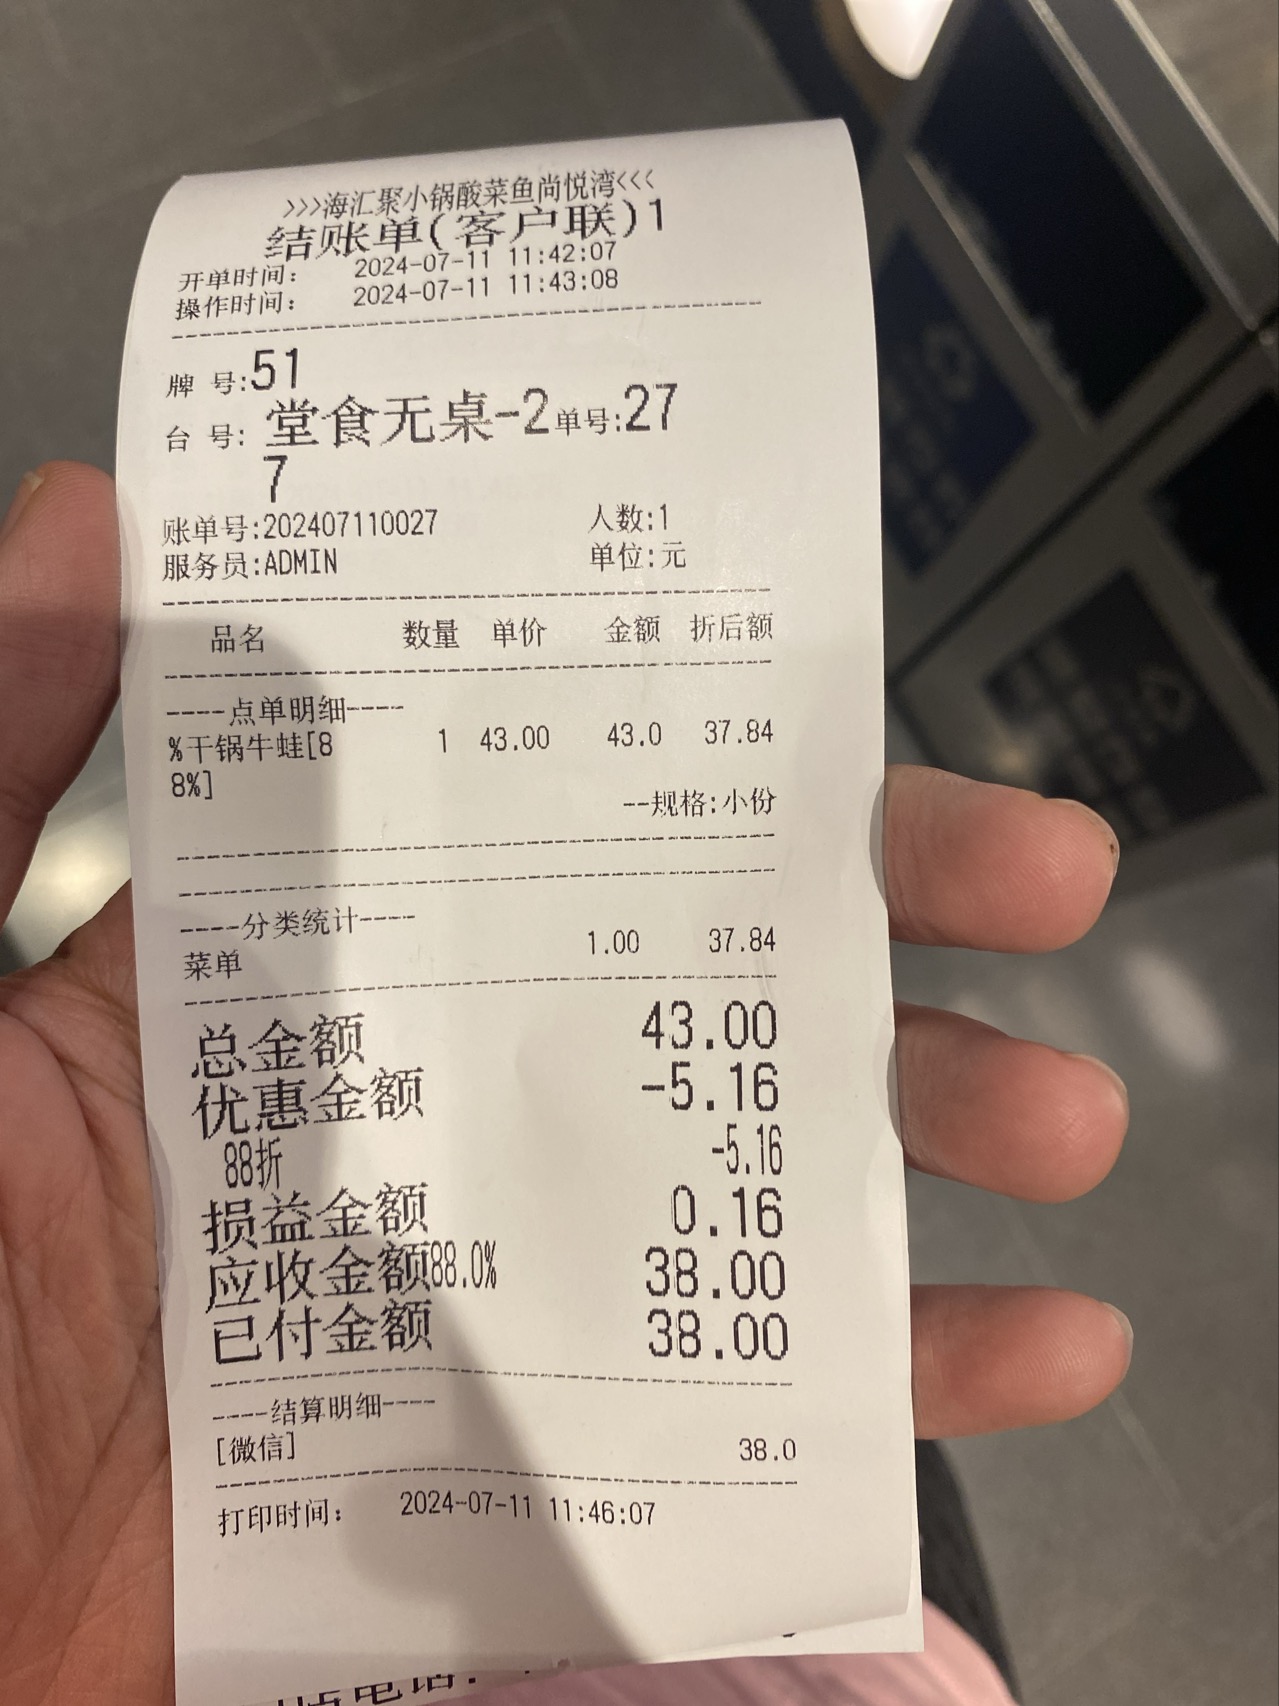 >>>海汇聚小锅酸菜鱼尚悦湾<<<
结账单(客户联)1
开单时间: 2024-07-11 11:42:07
操作时间: 2024-07-11 11:43:08
牌 号:51
台 号: 堂食无桌-2单号:27
7
账单号:202407110027 人数:1
服务员:ADMIN 单位:元
品名 数量 单价 金额 折后额
----点单明细----
%干锅牛蛙[8 1 43.00 43.0 37.84
8%]
--规格:小份
----分类统计----
菜单 1.00 37.84
总金额 43.00
优惠金额 -5.16
88折 -5.16
损益金额 0.16
应收金额88.0% 38.00
已付金额 38.00
----结算明细----
[微信] 38.0
打印时间: 2024-07-11 11:46:07
电话: